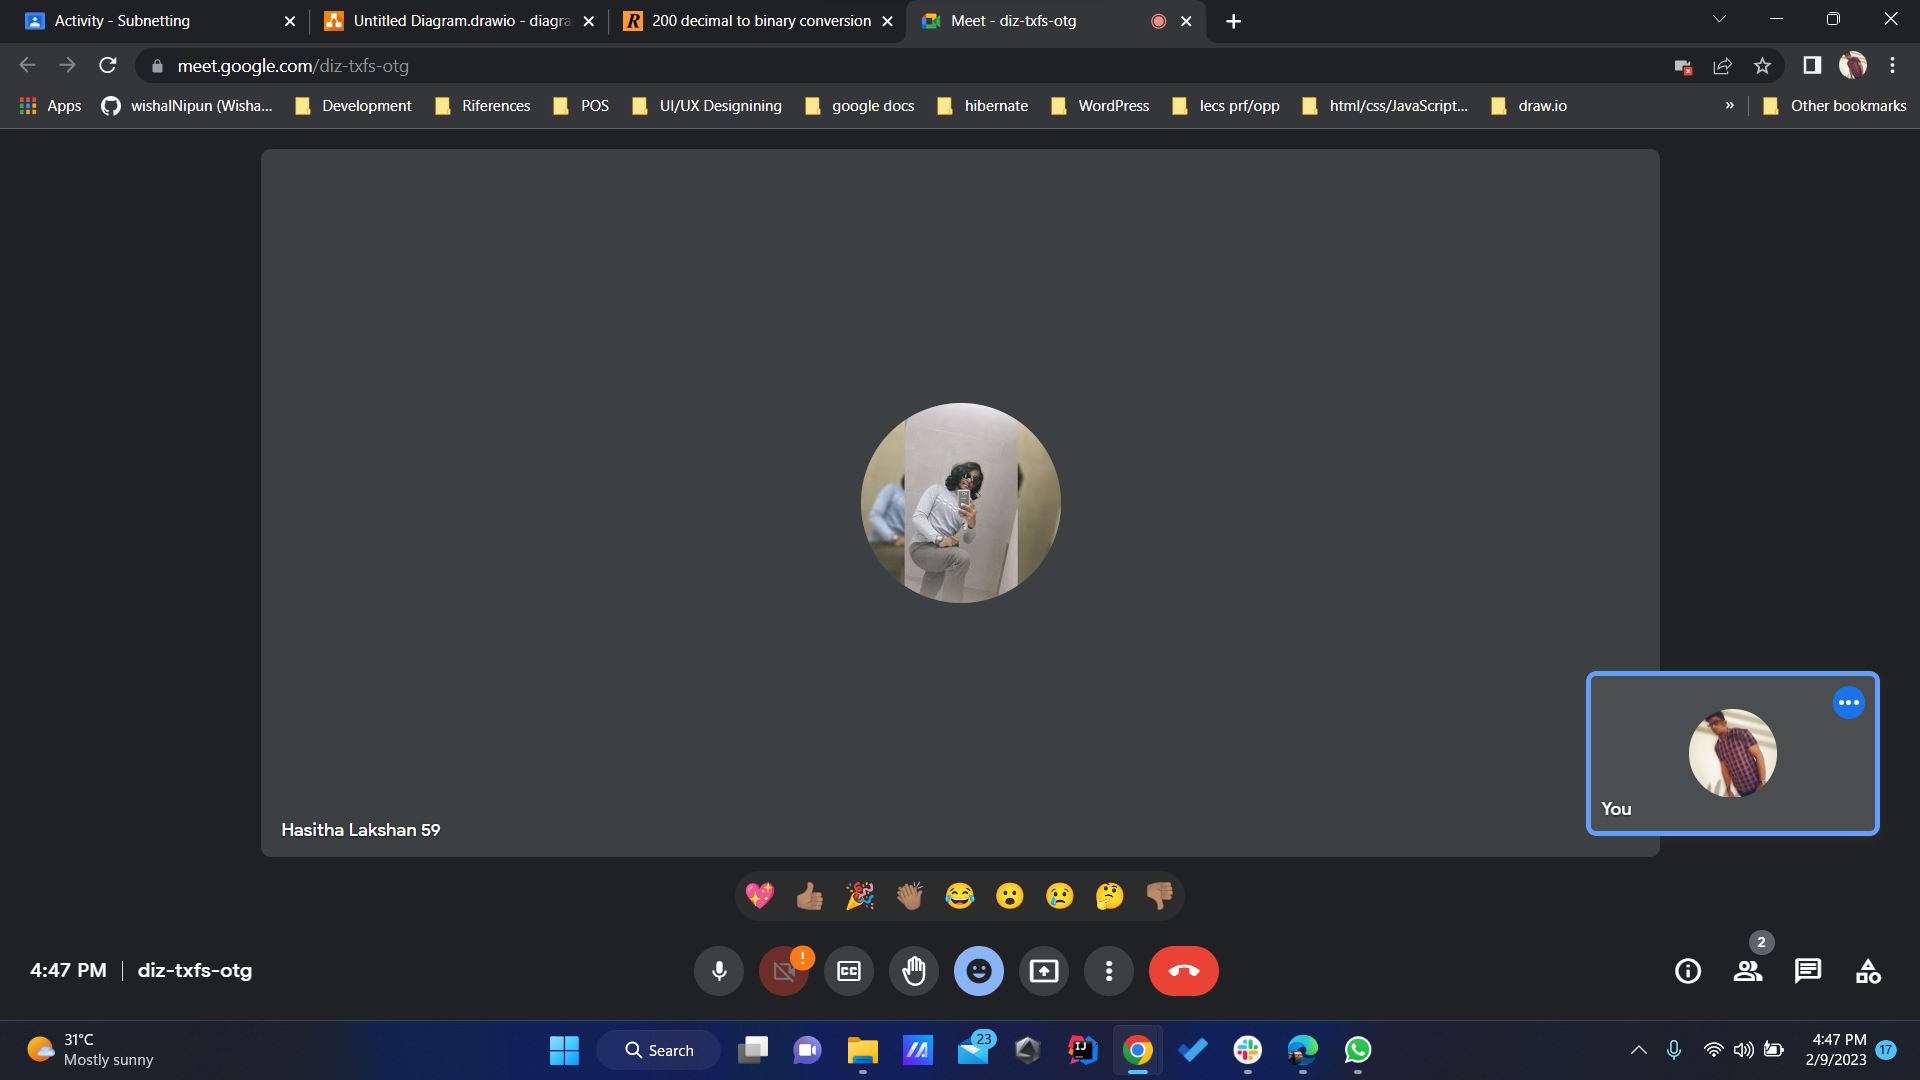 Activity - Subnetting
Untitled Diagram.drawio - diagra
200 decimal to binary conversion
Meet - diz-txfs-otg
meet.google.com/diz-txfs-otg
Apps
wishalNipun (Wisha...
Development
Riferences
POS
UI/UX Designining
google docs
hibernate
WordPress
lecs prf/opp
html/css/JavaScript...
draw.io
»
Other bookmarks
Hasitha Lakshan 59
You
4:47 PM | diz-txfs-otg
!
CC
2
31°C
Mostly sunny
Search
23
IJ
4:47 PM
2/9/2023
17